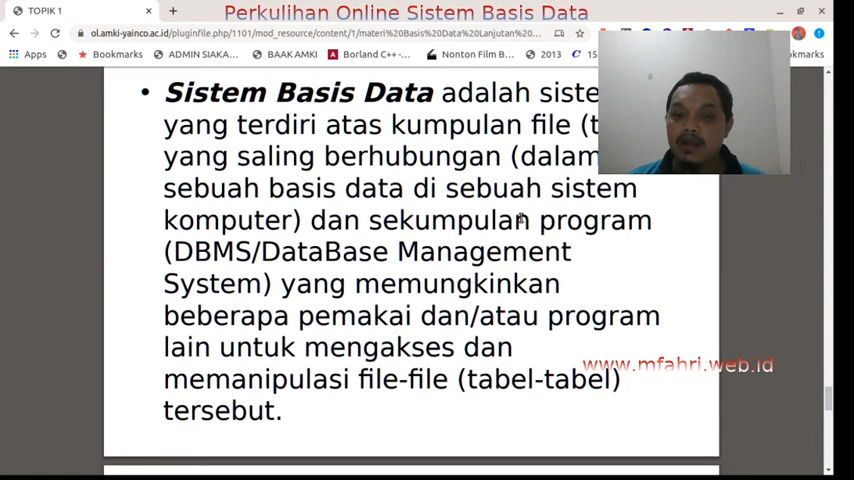 TOPIK 1
Perkulihan Online Sistem Basis Data
ol.amki-yainco.ac.id/pluginfile.php/1101/mod_resource/content/1/materi%20Basis%20Data%20Lanjutan%20...
Apps
Bookmarks
ADMIN SIAKA...
BAAK AMKI
Borland C++-...
Nonton Film B...
2013
15
• Sistem Basis Data adalah siste
yang terdiri atas kumpulan file (t
yang saling berhubungan (dalam
sebuah basis data di sebuah sistem
komputer) dan sekumpulan program
(DBMS/DataBase Management
System) yang memungkinkan
beberapa pemakai dan/atau program
lain untuk mengakses dan
www.mfahri.web.id
memanipulasi file-file (tabel-tabel)
tersebut.